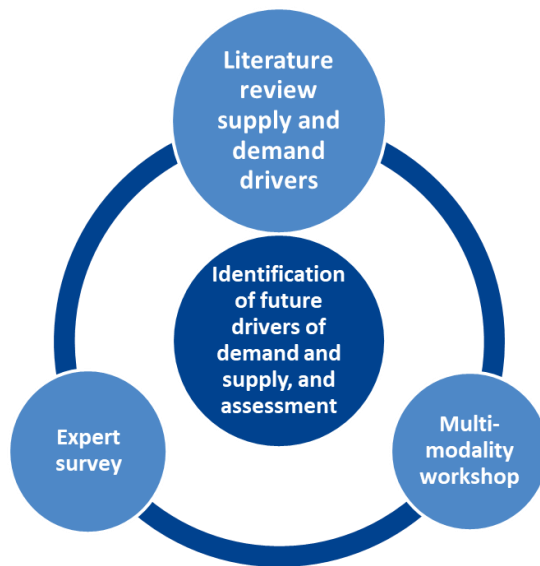 Literature
review
supply and
demand
drivers
Identification
of future
drivers of
demand and
supply, and
assessment
Expert
survey
Multi-
modality
workshop